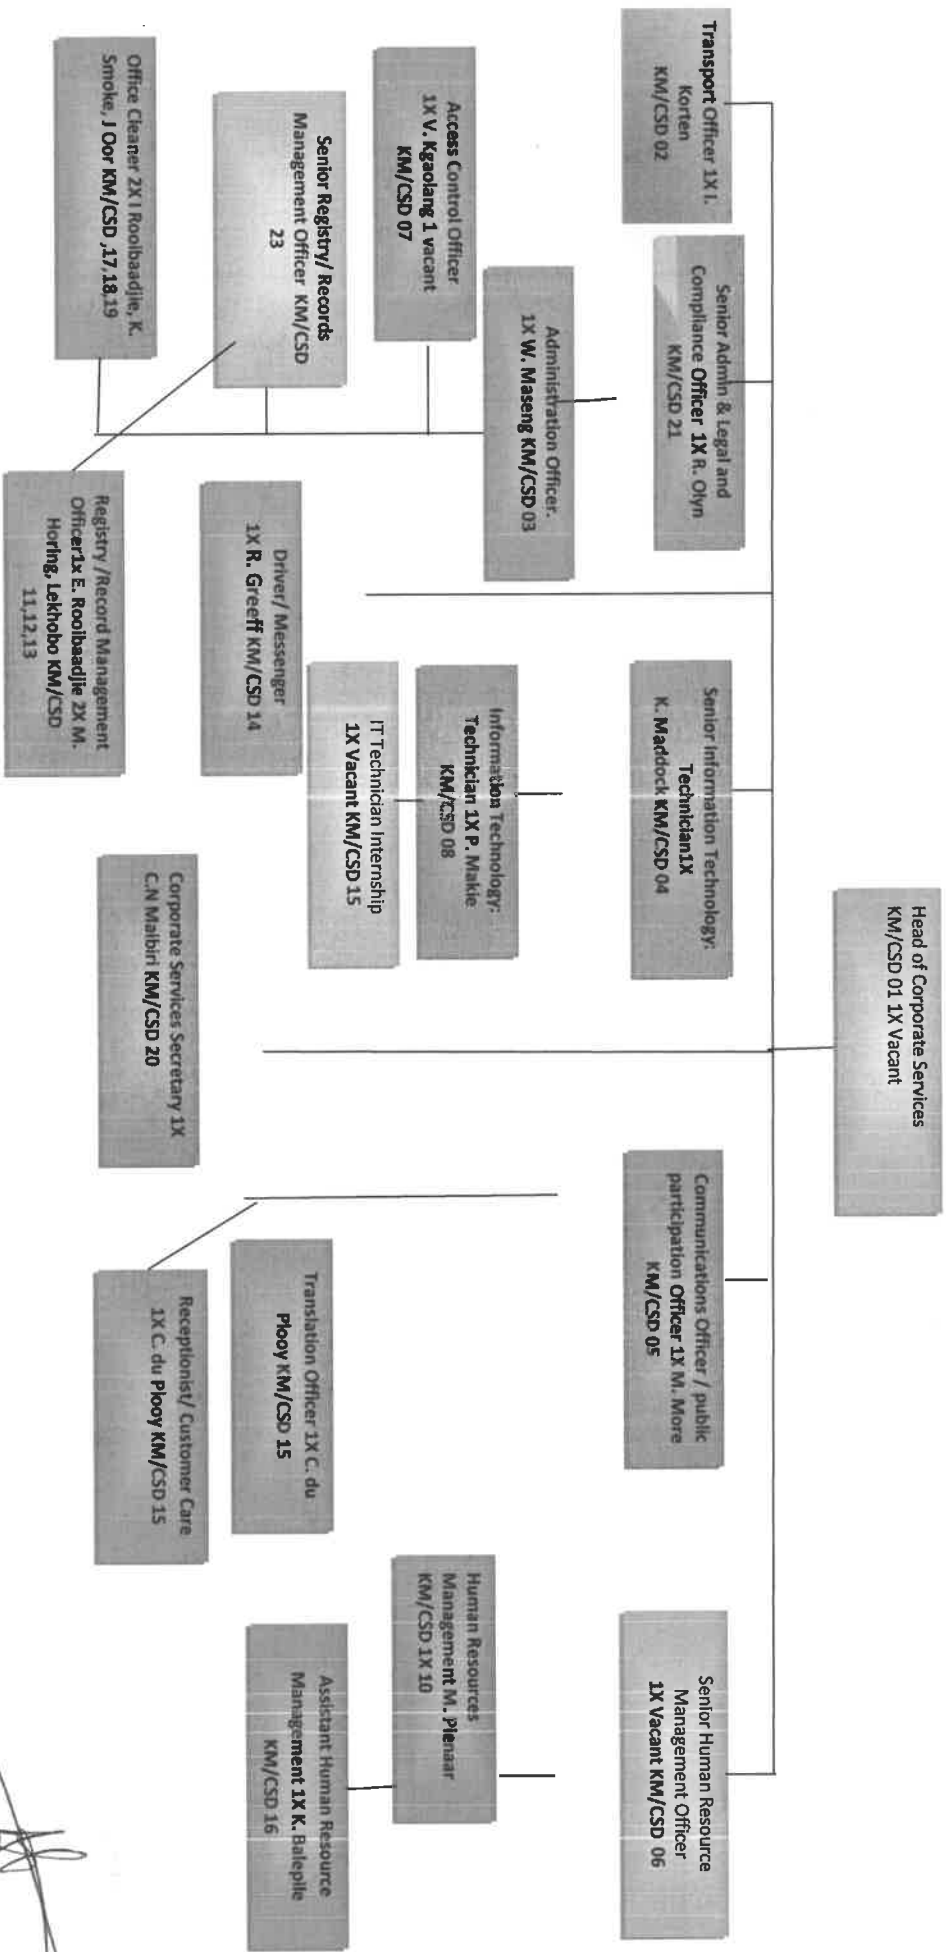 Head of Corporate Services
KM/CSD 01 1X Vacant
Transport Officer 1X I.
Korten
KM/CSD 02
Senior Admin & Legal and
Compliance Officer 1X R. Olyn
KM/CSD 21
Senior Information Technology:
Technician1X
K. Maddock KM/CSD 04
Communications Officer / public
participation Officer 1X M. More
KM/CSD 05
Senior Human Resource
Management Officer
1X Vacant KM/CSD 06
Administration Officer.
1X W. Maseng KM/CSD 03
Information Technology:
Technician 1X P. Makie
KM/CSD 08
Human Resources
Management M. Pienaar
KM/CSD 1X 10
Access Control Officer
1X V. Kgaolang 1 vacant
KM/CSD 07
IT Technician Internship
1X Vacant KM/CSD 15
Assistant Human Resource
Management 1X K. Balepile
KM/CSD 16
Senior Registry/ Records
Management Officer KM/CSD
23
Driver/ Messenger
1X R. Greeff KM/CSD 14
Translation Officer 1X C. du
Plooy KM/CSD 15
Corporate Services Secretary 1X
C.N Maibiri KM/CSD 20
Receptionist/ Customer Care
1X C. du Plooy KM/CSD 15
Office Cleaner 2X I Rooibaadjie, K.
Smoke, J Oor KM/CSD ,17,18,19
Registry /Record Management
Officer1x E. Rooibaadjie 2X M.
Horing, Lekhobo KM/CSD
11,12,13